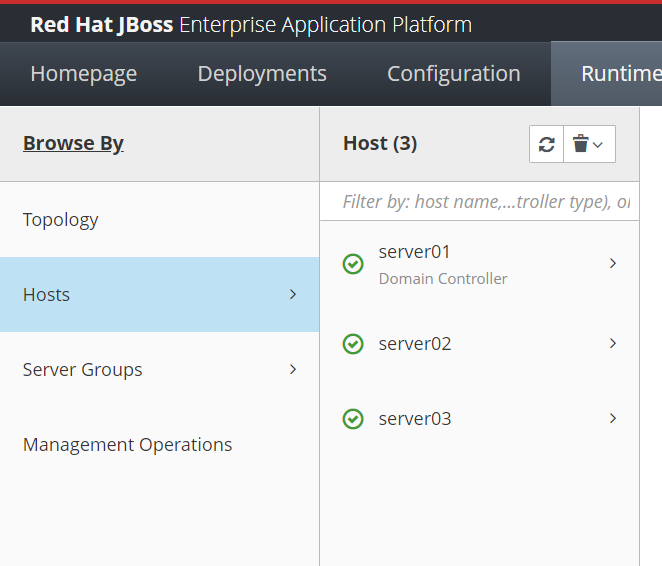 Red Hat JBoss Enterprise Application Platform
Homepage Deployments Configuration Runtime
Browse By
Topology
Hosts
Server Groups
Management Operations
Host (3)
Filter by: host name,...troller type), or
server01
Domain Controller
server02
server03